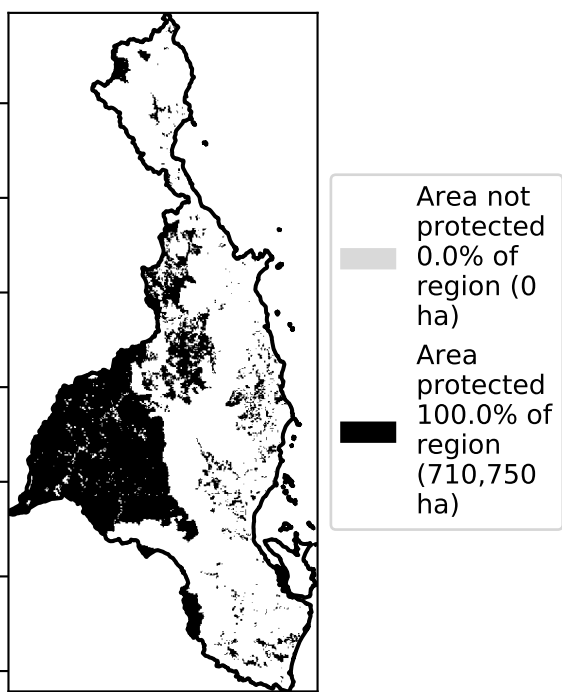 Area not
protected
0.0% of
region (0
ha)
Area
protected
100.0% of
region
(710,750
ha)